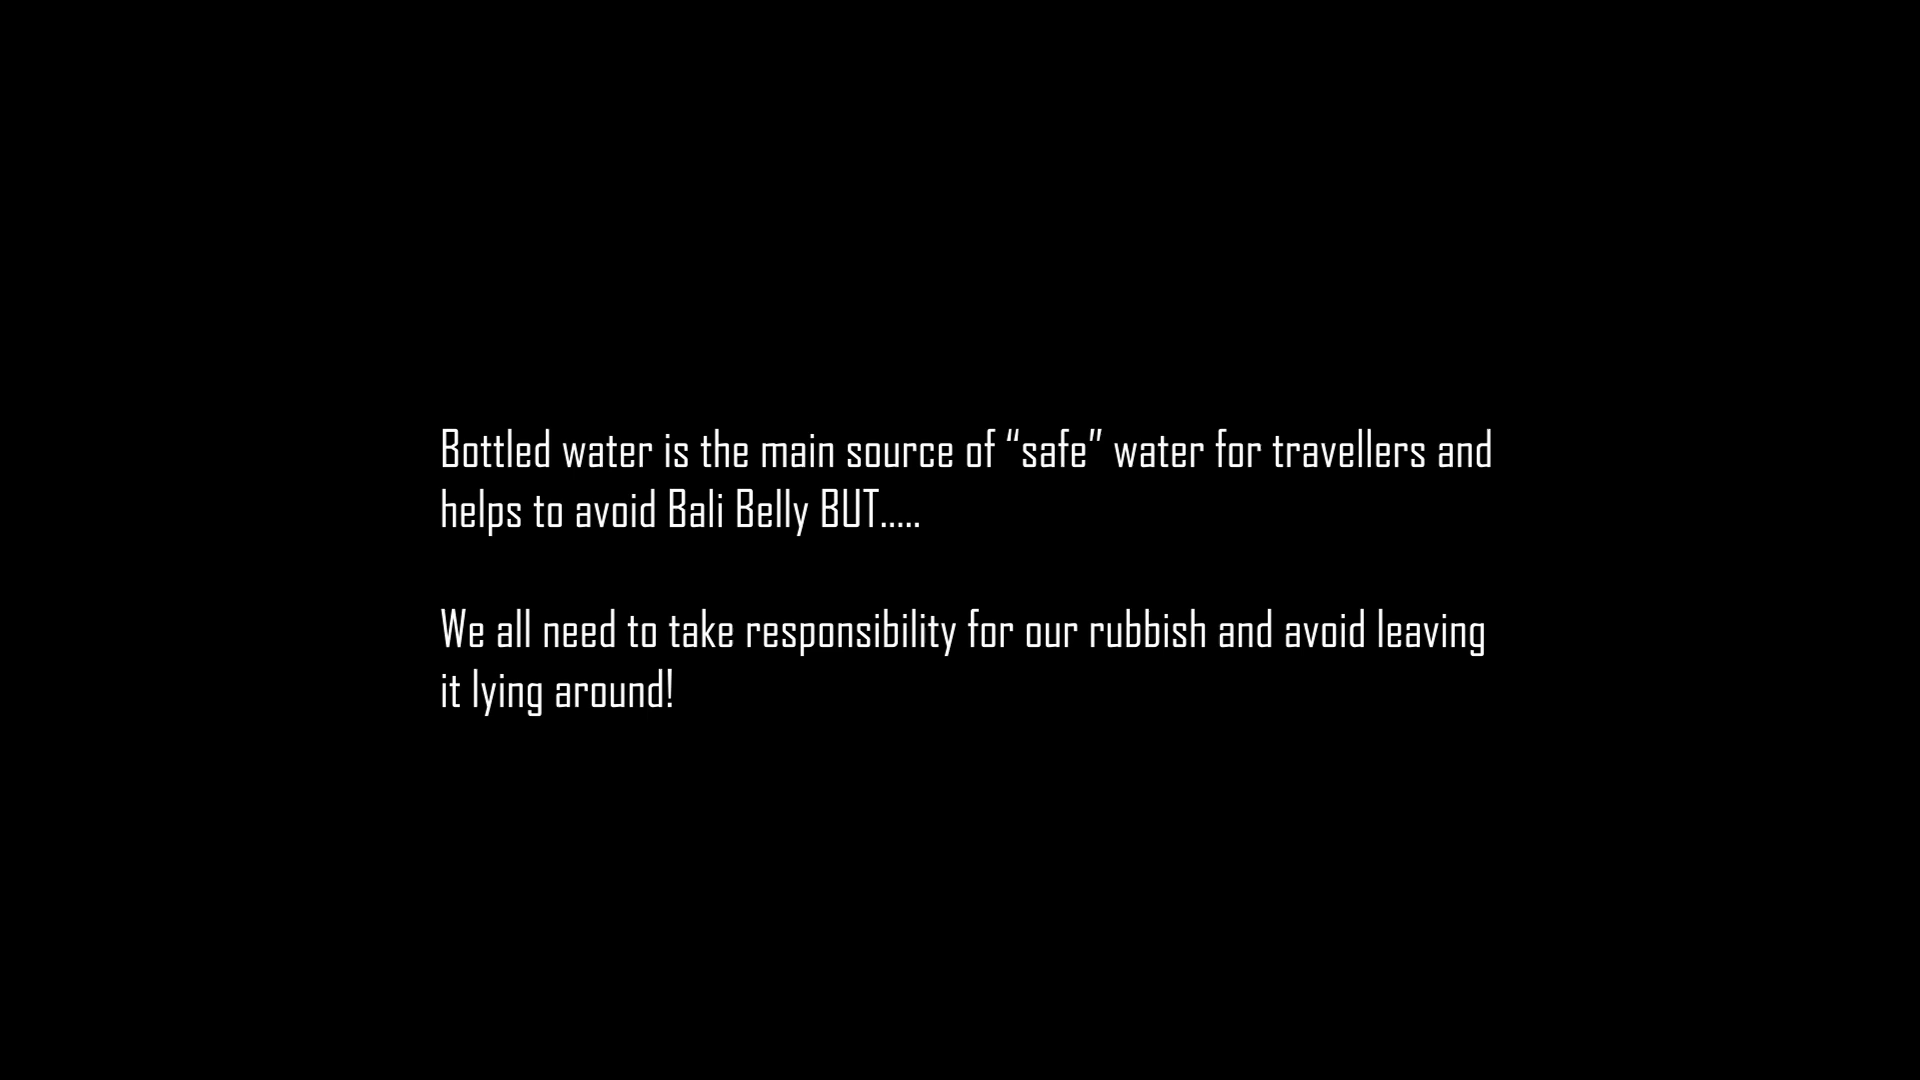 Bottled water is the main source of “safe” water for travellers and
helps to avoid Bali Belly BUT.....
We all need to take responsibility for our rubbish and avoid leaving
it lying around!